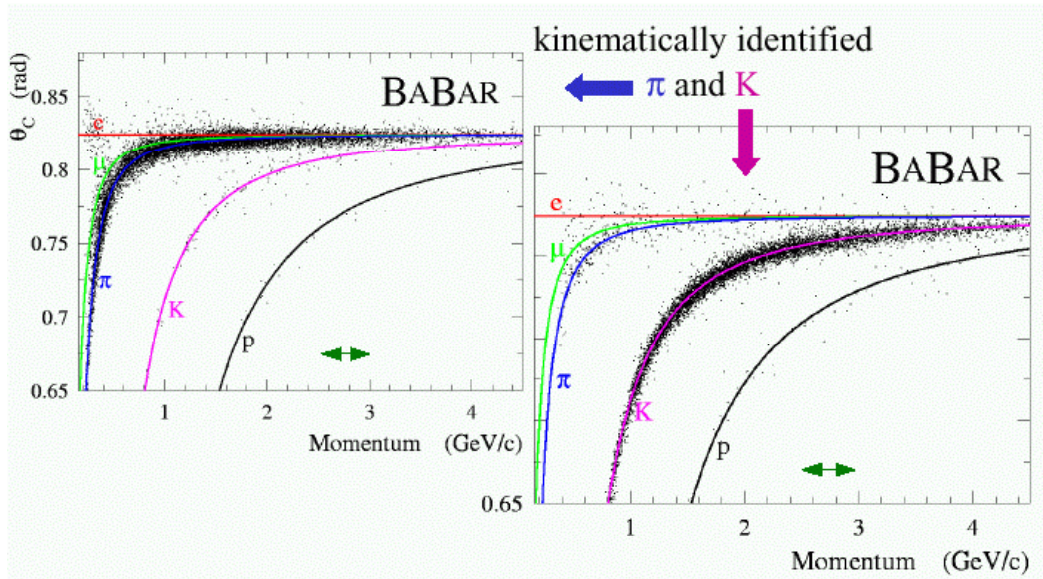 kinematically identified
π and K
θC (rad)
BABAR
0.85
0.8
0.75
0.7
0.65
e
μ
π
K
p
1 2 3 4
Momentum (GeV/c)
BABAR
e
μ
π
K
p
0.65
1 2 3 4
Momentum (GeV/c)